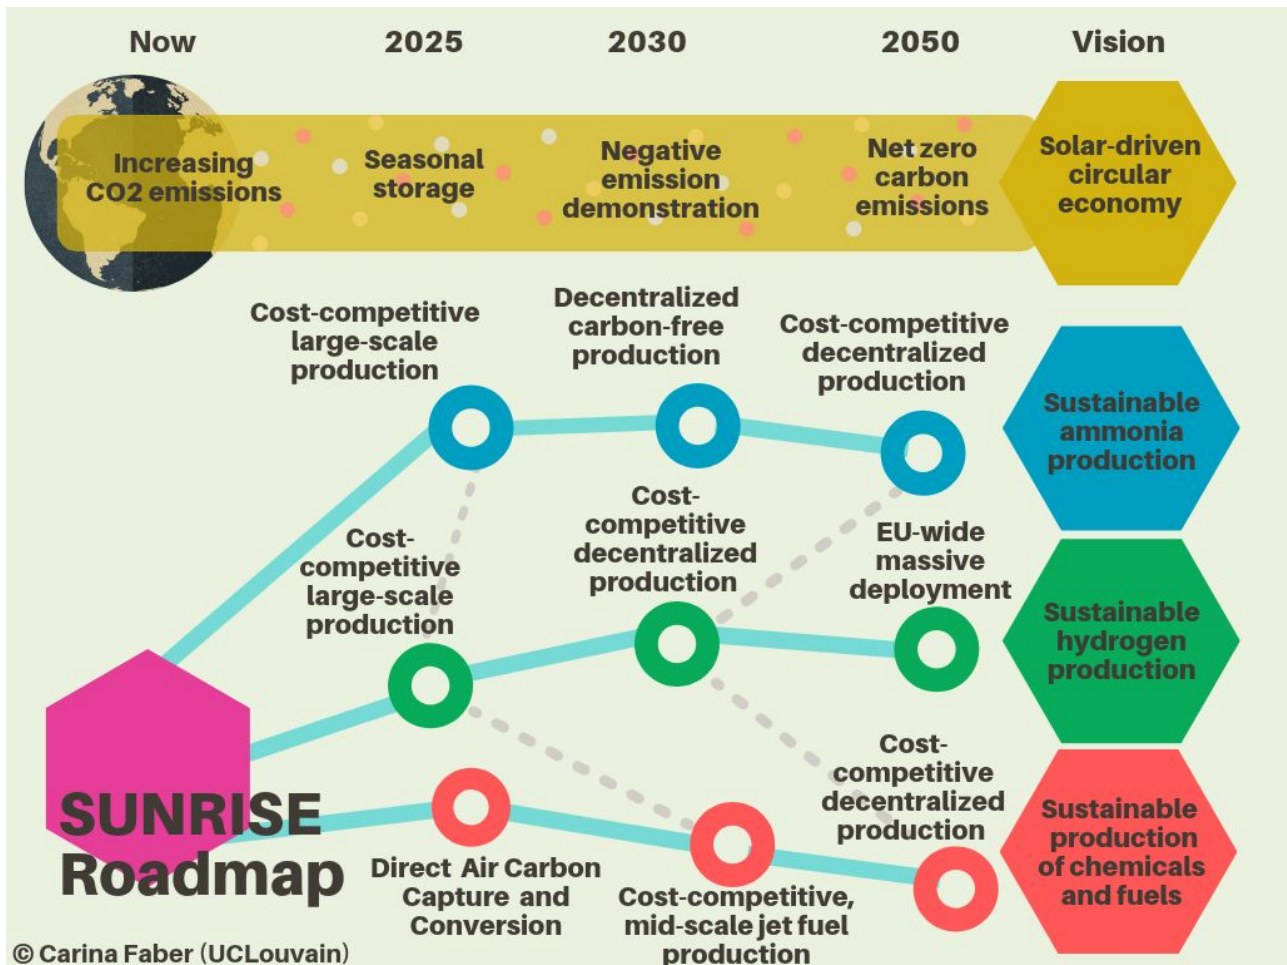 Now 2025 2030 2050 Vision
Increasing
CO2 emissions
Seasonal
storage
Negative
emission
demonstration
Net zero
carbon
emissions
Solar-driven
circular
economy
Cost-competitive
large-scale
production
Decentralized
carbon-free
production
Cost-competitive
decentralized
production
Sustainable
ammonia
production
Cost-
competitive
large-scale
production
Cost-
competitive
decentralized
production
EU-wide
massive
deployment
Sustainable
hydrogen
production
SUNRISE
Roadmap
Direct Air Carbon
Capture and
Conversion
Cost-competitive,
mid-scale jet fuel
production
Cost-
competitive
decentralized
production
Sustainable
production
of chemicals
and fuels
© Carina Faber (UCLouvain)